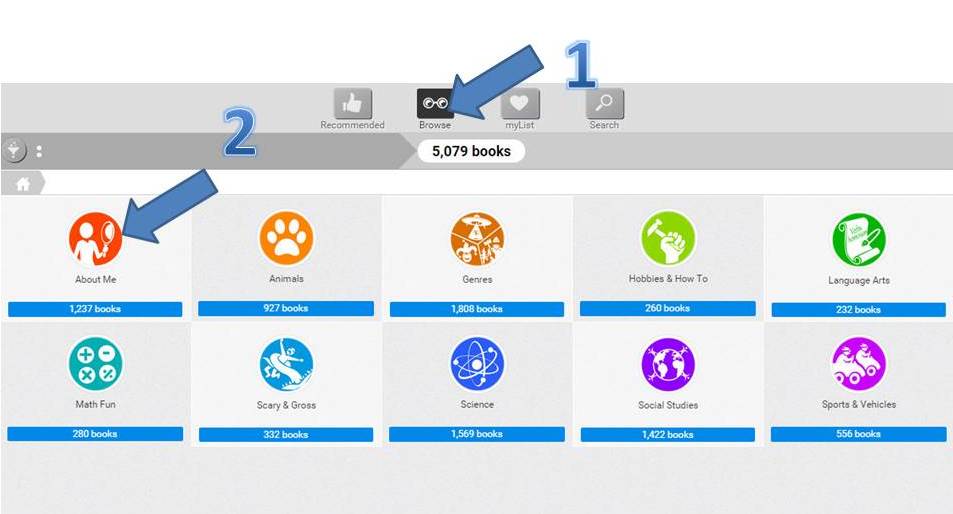 1
Recommended Browse myList Search
2
5,079 books
About Me Animals Genres Hobbies & How To Language Arts
1,237 books 927 books 1,808 books 260 books 232 books
Math Fun Scary & Gross Science Social Studies Sports & Vehicles
280 books 332 books 1,569 books 1,422 books 556 books